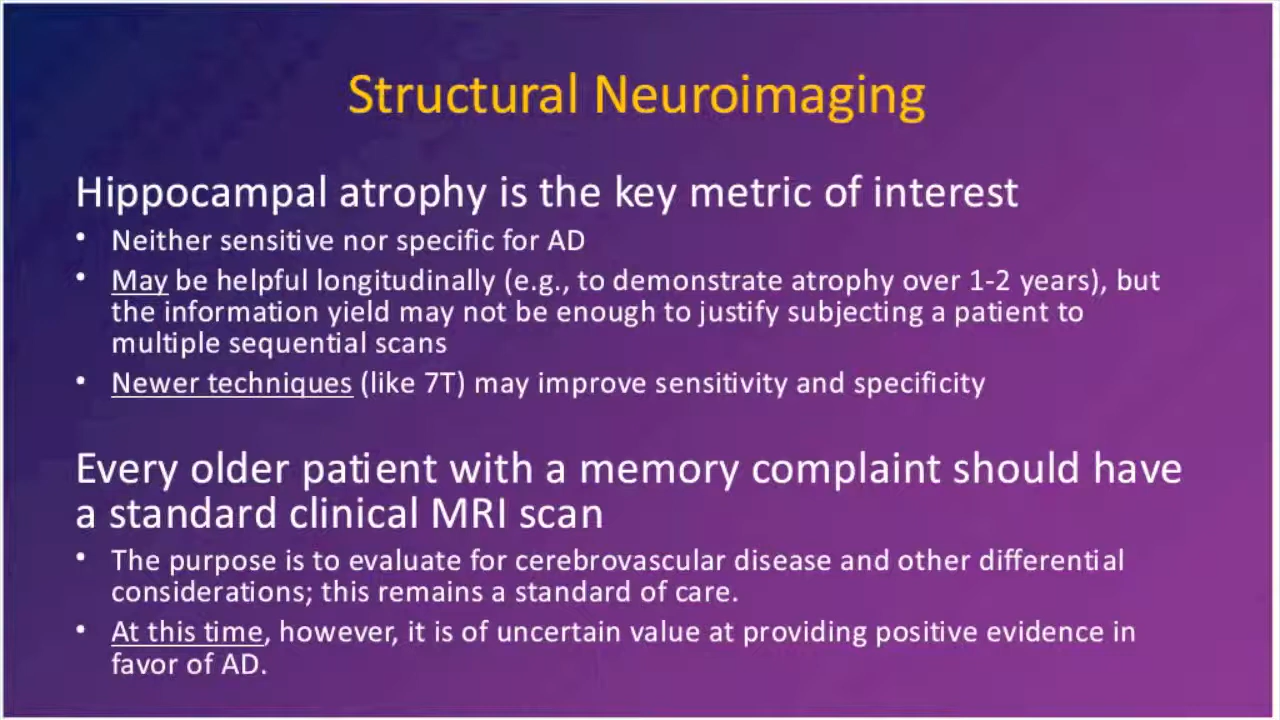 Structural Neuroimaging
Hippocampal atrophy is the key metric of interest
• Neither sensitive nor specific for AD
• May be helpful longitudinally (e.g., to demonstrate atrophy over 1-2 years), but
the information yield may not be enough to justify subjecting a patient to
multiple sequential scans
• Newer techniques (like 7T) may improve sensitivity and specificity
Every older patient with a memory complaint should have
a standard clinical MRI scan
• The purpose is to evaluate for cerebrovascular disease and other differential
considerations; this remains a standard of care.
• At this time, however, it is of uncertain value at providing positive evidence in
favor of AD.